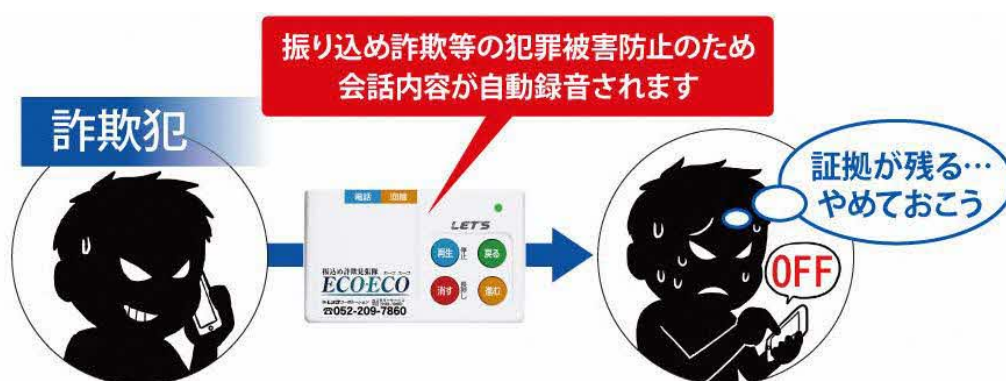 振り込め詐欺等の犯罪被害防止のため
会話内容が自動録音されます
詐欺犯
証拠が残る…
やめておこう
OFF
電話 回線
LET'S
再生
停止
戻る
消す
進む
振込め詐欺見張隊
ECO・ECO
☎052-209-7860